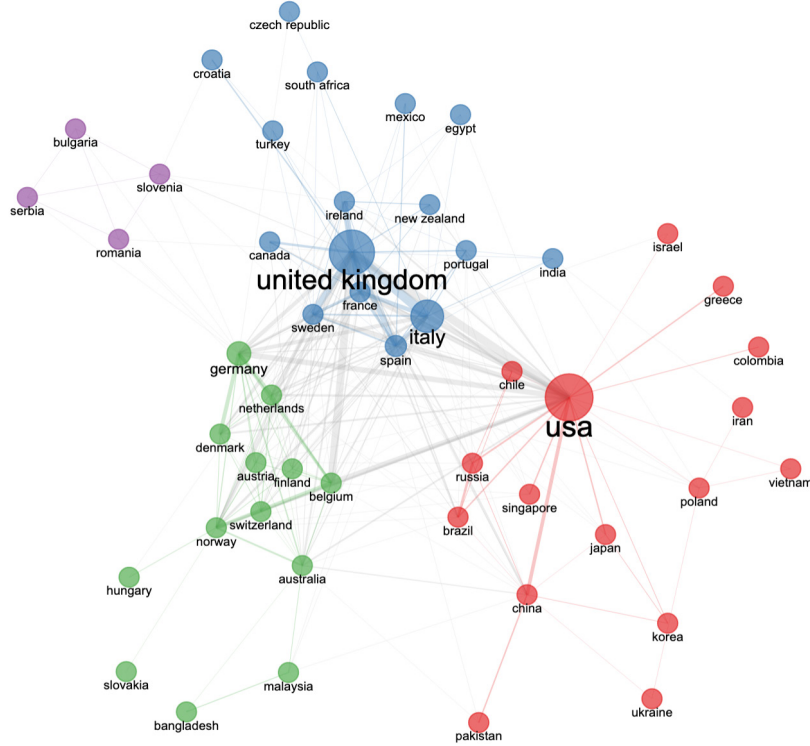 czech republic
croatia
south africa
mexico
egypt
turkey
bulgaria
slovenia
serbia
ireland
new zealand
romania
canada
portugal
india
israel
united kingdom
france
greece
sweden
italy
spain
colombia
germany
chile
netherlands
iran
usa
denmark
austria
finland
belgium
russia
vietnam
poland
singapore
switzerland
brazil
norway
japan
australia
hungary
china
korea
slovakia
malaysia
ukraine
bangladesh
pakistan